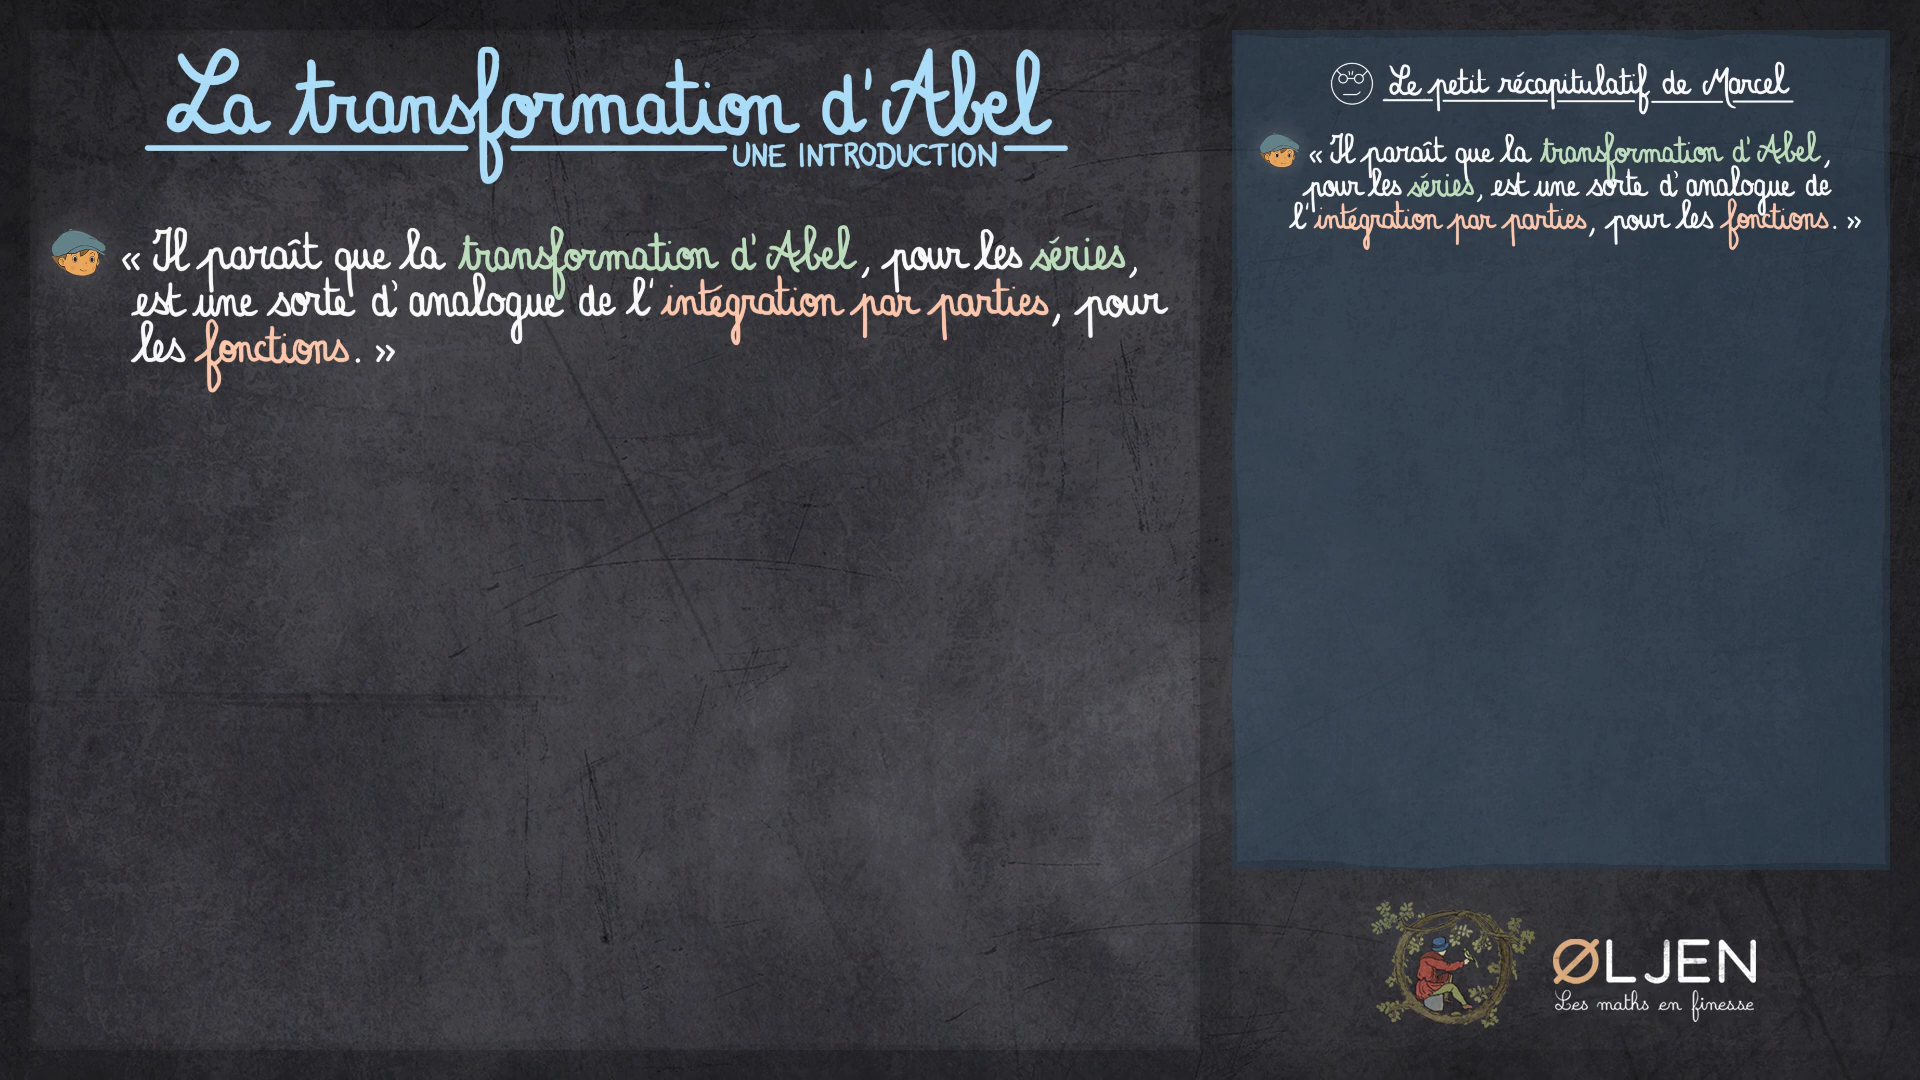 La transformation d'Abel
UNE INTRODUCTION
« Il paraît que la transformation d'Abel, pour les séries,
est une sorte d'analogue de l'intégration par parties, pour
les fonctions. »
Le petit récapitulatif de Marcel
« Il paraît que la transformation d'Abel,
pour les séries, est une sorte d'analogue de
l'intégration par parties, pour les fonctions. »
ØLJEN
Les maths en finesse